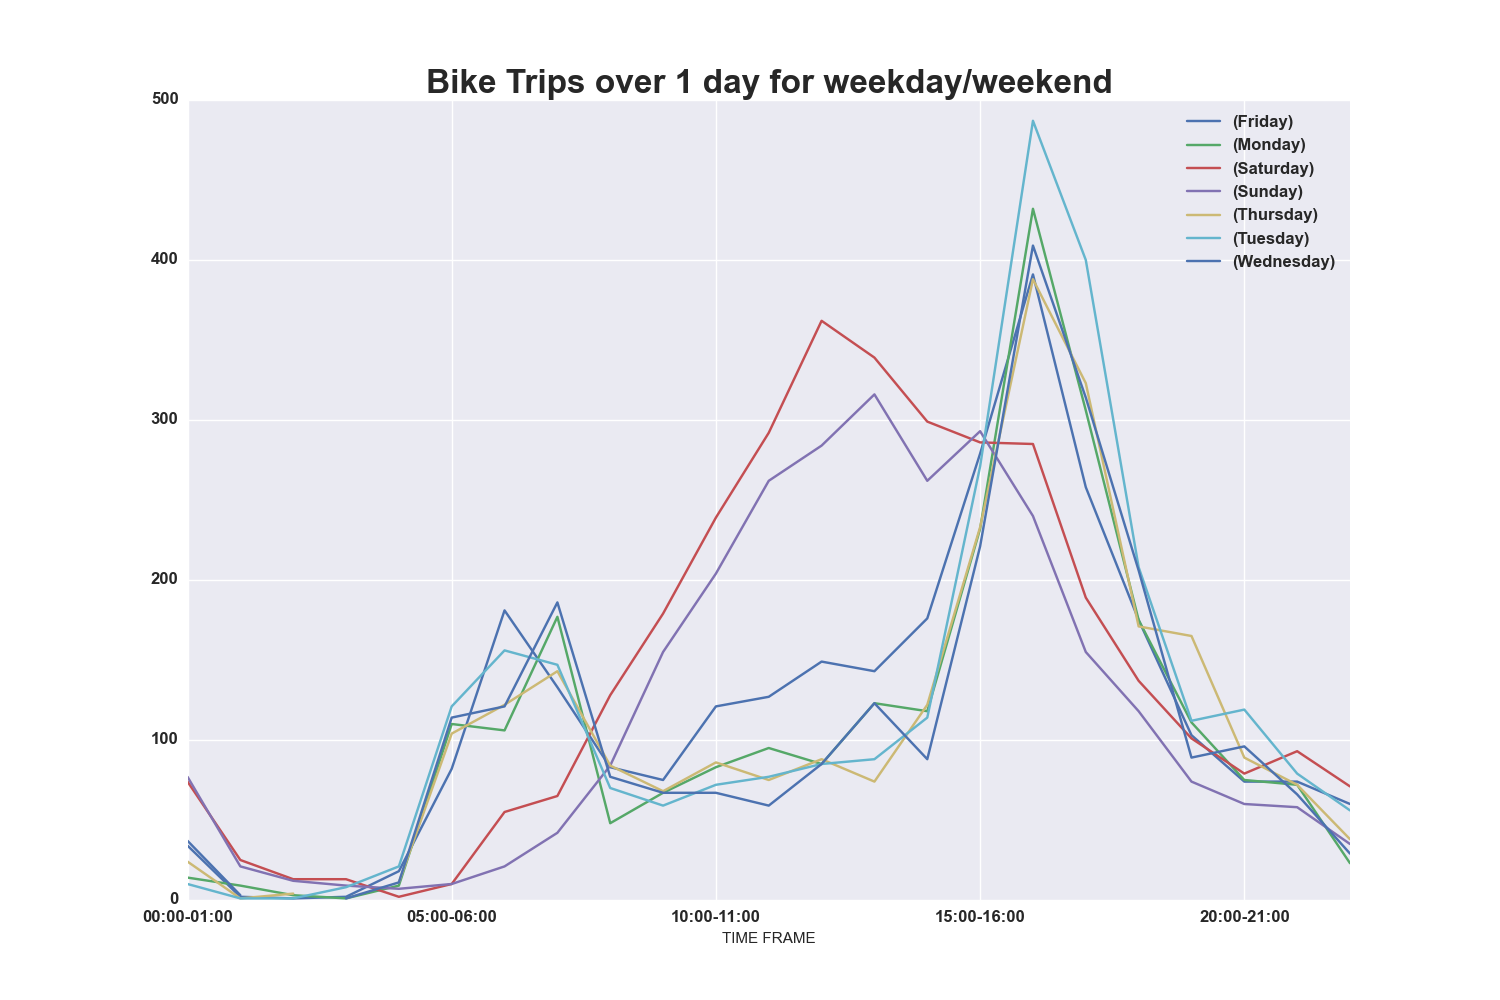 Bike Trips over 1 day for weekday/weekend
500
400
300
200
100
0
(Friday)
(Monday)
(Saturday)
(Sunday)
(Thursday)
(Tuesday)
(Wednesday)
00:00-01:00 05:00-06:00 10:00-11:00 15:00-16:00 20:00-21:00
TIME FRAME